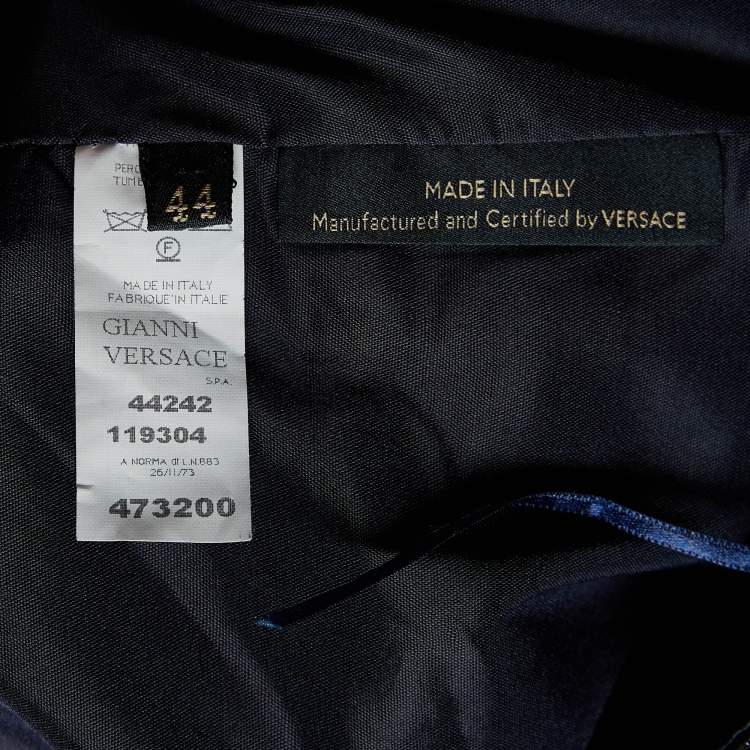 44
MADE IN ITALY
FABRIQUE'IN ITALIE
GIANNI
VERSACE
S.P.A.
44242
119304
A NORMA di L.N.883
26/11/73
473200
F
MADE IN ITALY
Manufactured and Certified by VERSACE